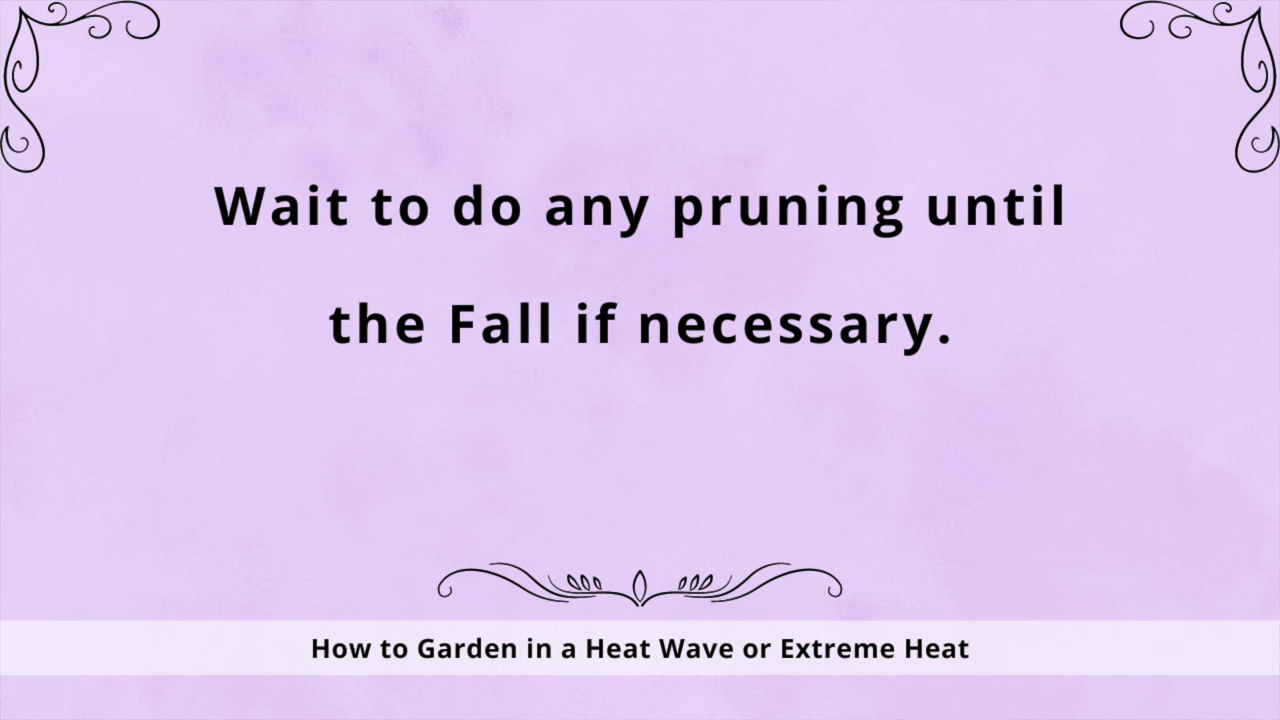 Wait to do any pruning until
the Fall if necessary.
How to Garden in a Heat Wave or Extreme Heat